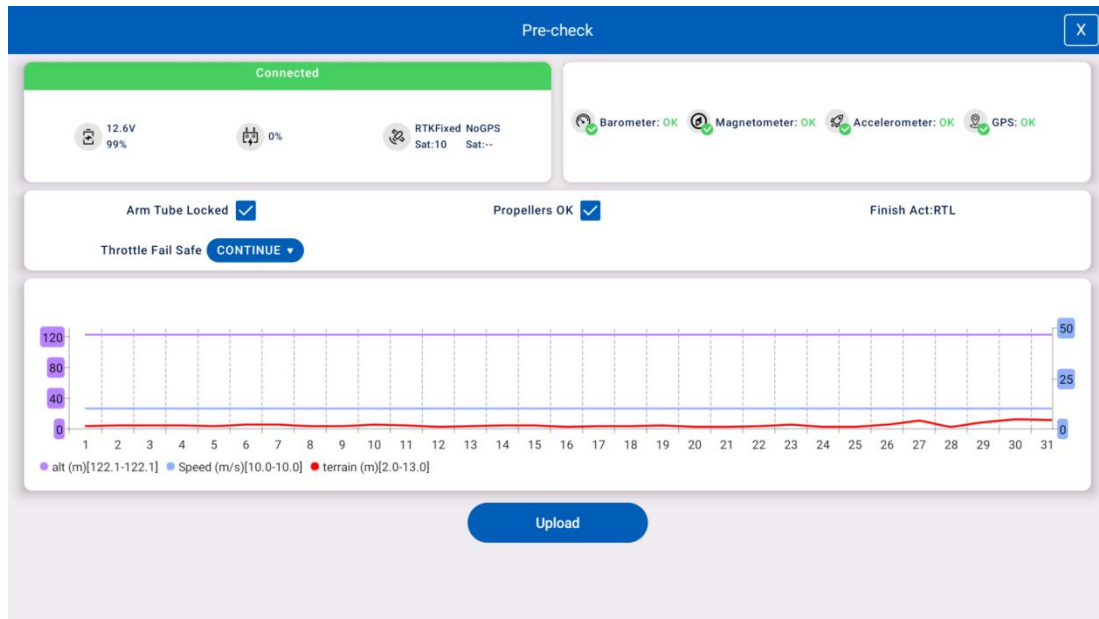 Pre-check
X
Connected
12.6V
99%
0%
RTKFixed NoGPS
Sat:10 Sat:--
Barometer: OK Magnetometer: OK Accelerometer: OK GPS: OK
Arm Tube Locked Propellers OK Finish Act:RTL
Throttle Fail Safe CONTINUE ▾
120
80
40
0
50
25
0
1 2 3 4 5 6 7 8 9 10 11 12 13 14 15 16 17 18 19 20 21 22 23 24 25 26 27 28 29 30 31
alt (m)[122.1-122.1] Speed (m/s)[10.0-10.0] terrain (m)[2.0-13.0]
Upload